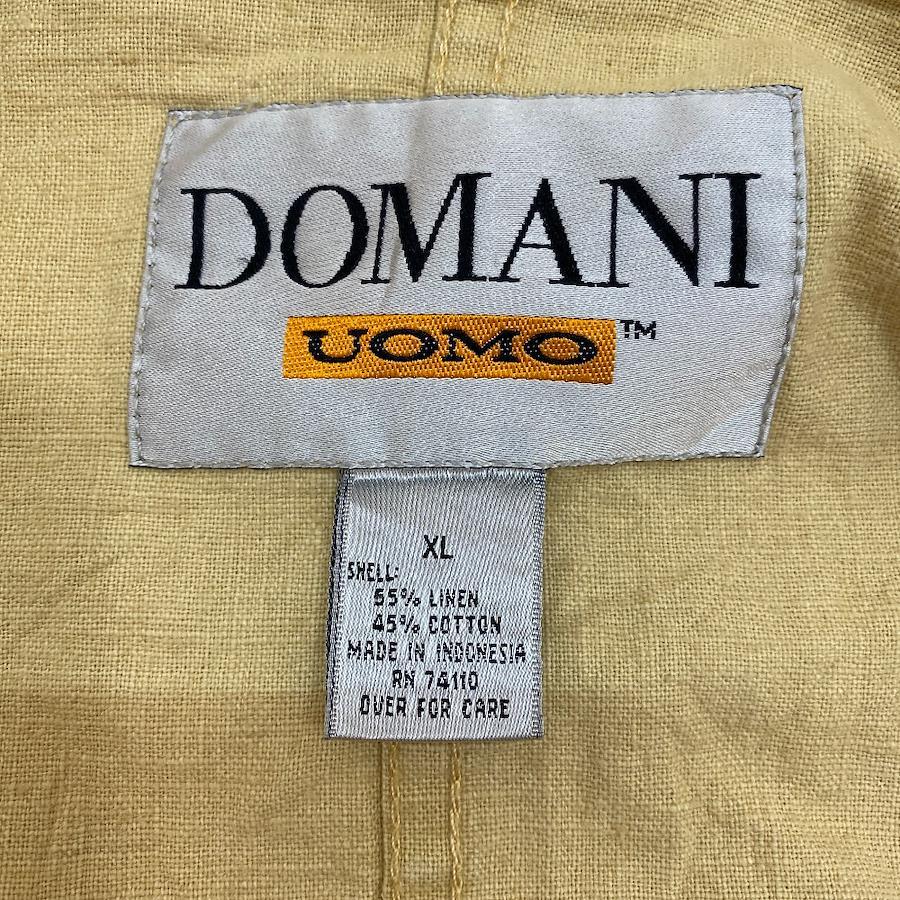 DOMANI
UOMO™
XL
SHELL:
55% LINEN
45% COTTON
MADE IN INDONESIA
RN 74110
OVER FOR CARE